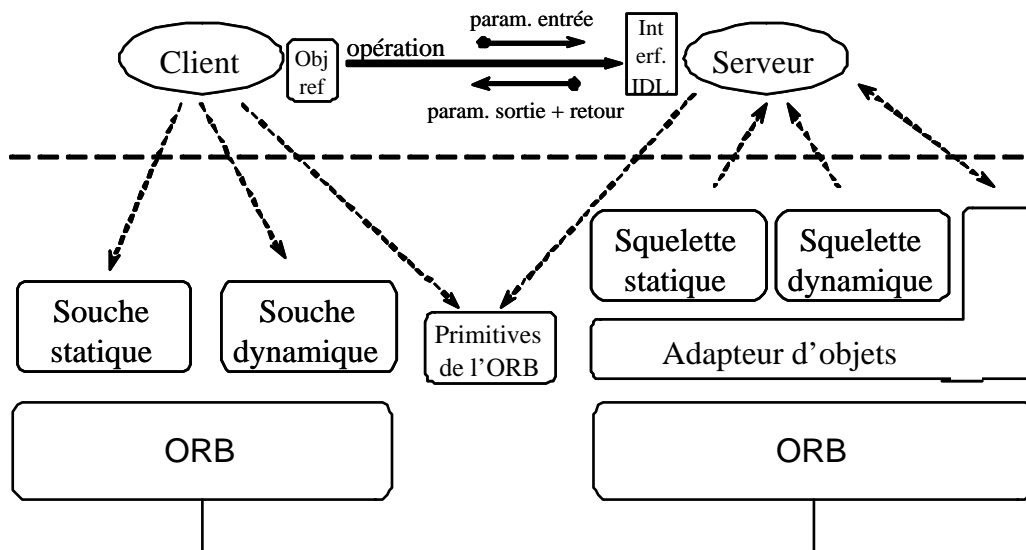 param. entrée
Client
Obj
ref
opération
Int
erf.
IDL
Serveur
param. sortie + retour
Squelette
statique
Squelette
dynamique
Souche
statique
Souche
dynamique
Primitives
de l’ORB
Adapteur d’objets
ORB
ORB